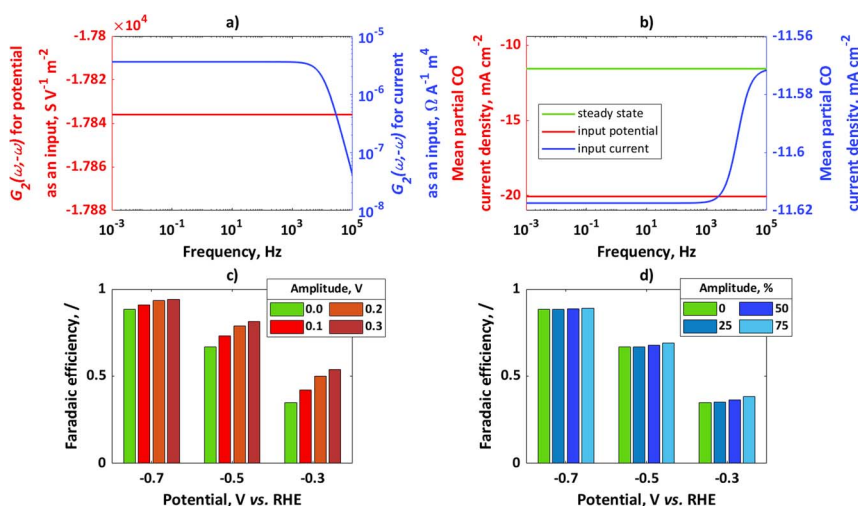 a)
×10⁴
-1.78
-1.782
-1.784
-1.786
-1.788
G₂(ω,-ω) for potential
as an input, S V⁻¹ m⁻²
10⁻³
10⁻¹
10¹
10³
10⁵
Frequency, Hz
10⁻⁵
10⁻⁶
10⁻⁷
10⁻⁸
G₂(ω,-ω) for current
as an input, Ω A⁻¹ m⁴
b)
-10
-15
-20
Mean partial CO
current density, mA cm⁻²
steady state
input potential
input current
10⁻³
10⁻¹
10¹
10³
10⁵
Frequency, Hz
-11.56
-11.58
-11.6
-11.62
Mean partial CO
current density, mA cm⁻²
c)
1
0.5
0
Faradaic efficiency, /
Amplitude, V
0.0 0.2
0.1 0.3
-0.7 -0.5 -0.3
Potential, V vs. RHE
d)
1
0.5
0
Faradaic efficiency, /
Amplitude, %
0 50
25 75
-0.7 -0.5 -0.3
Potential, V vs. RHE